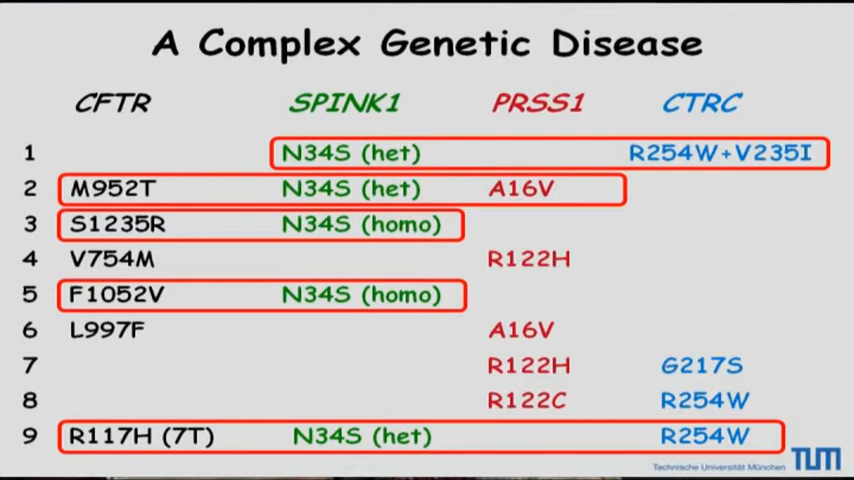 A Complex Genetic Disease
CFTR SPINK1 PRSS1 CTRC
1 N34S (het) R254W+V235I
2 M952T N34S (het) A16V
3 S1235R N34S (homo)
4 V754M R122H
5 F1052V N34S (homo)
6 L997F A16V
7 R122H G217S
8 R122C R254W
9 R117H (7T) N34S (het) R254W
Technische Universität München TUM